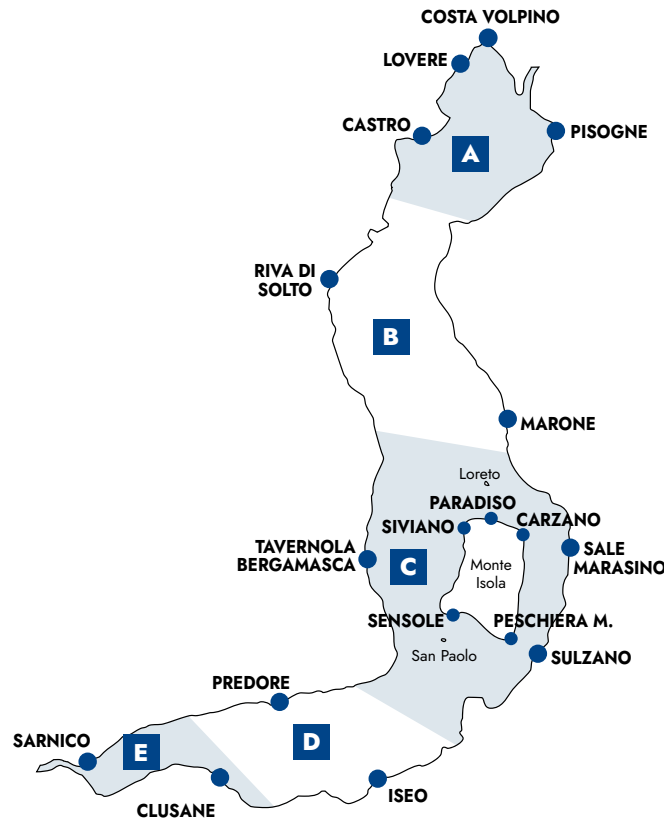 COSTA VOLPINO
LOVERE
CASTRO
A
PISOGNE
RIVA DI
SOLTO
B
MARONE
Loreto
PARADISO
SIVIANO
CARZANO
TAVERNOLA
BERGAMASCA
C
Monte
Isola
SALE
MARASINO
SENSOLE
PESCHIERA M.
San Paolo
SULZANO
PREDORE
D
SARNICO
E
CLUSANE
ISEO